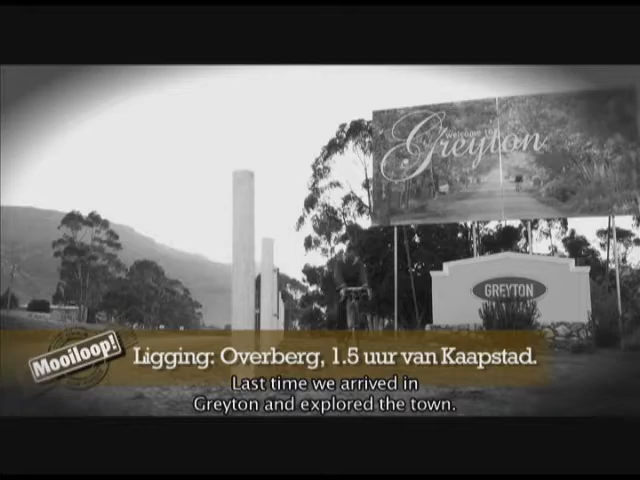 welcome to
Greyton
GREYTON
Mooiloop!
Ligging: Overberg, 1.5 uur van Kaapstad.
Last time we arrived in
Greyton and explored the town.